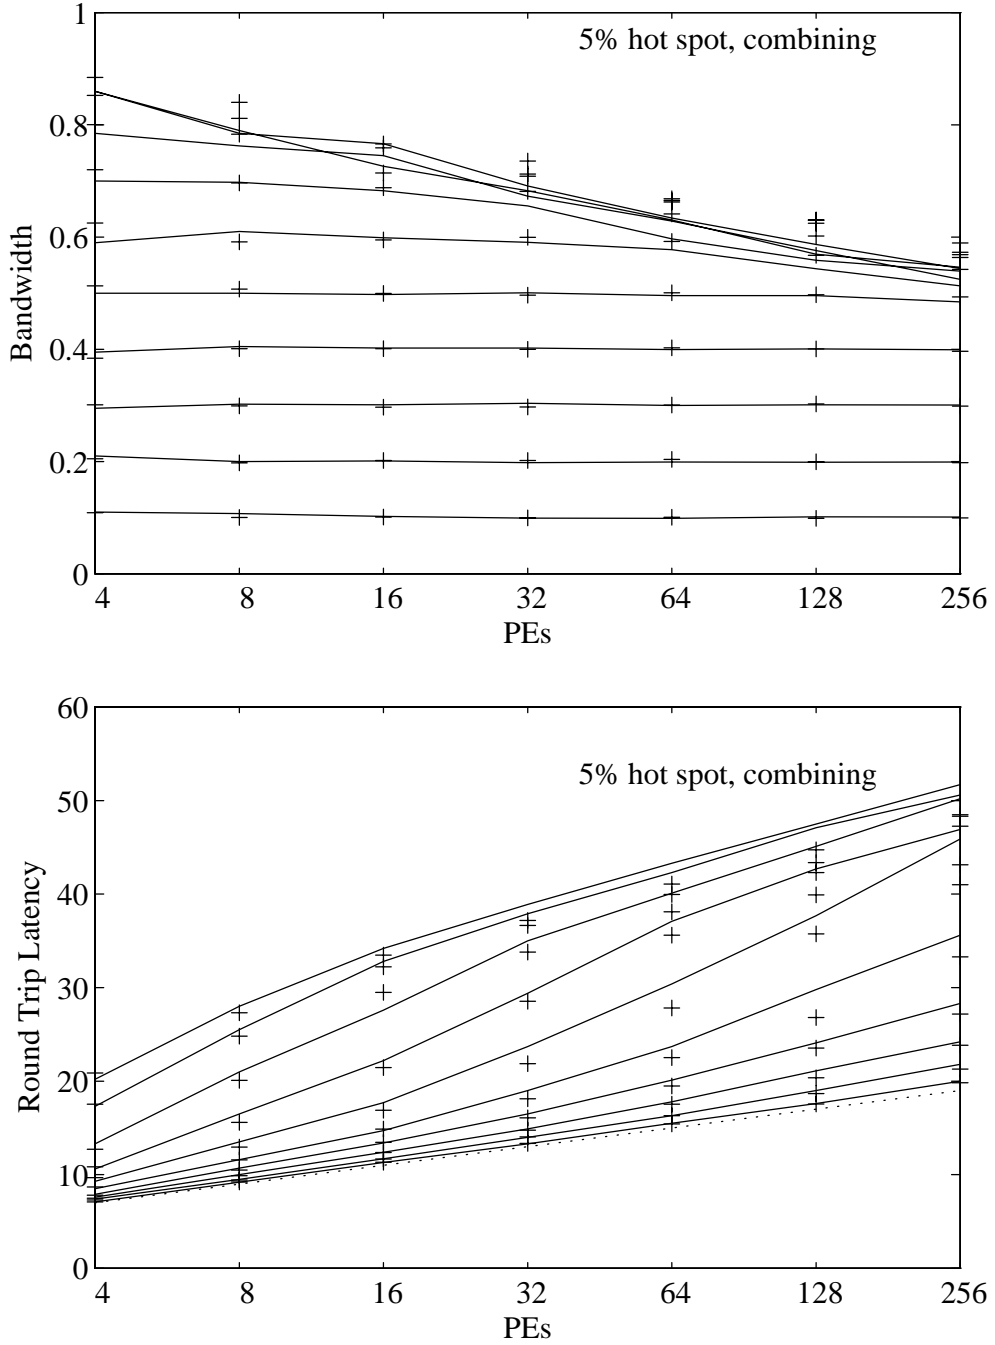 1
5% hot spot, combining
0.8
0.6
Bandwidth
0.4
0.2
0
4 8 16 32 64 128 256
PEs
60
5% hot spot, combining
50
40
Round Trip Latency
30
20
10
0
4 8 16 32 64 128 256
PEs